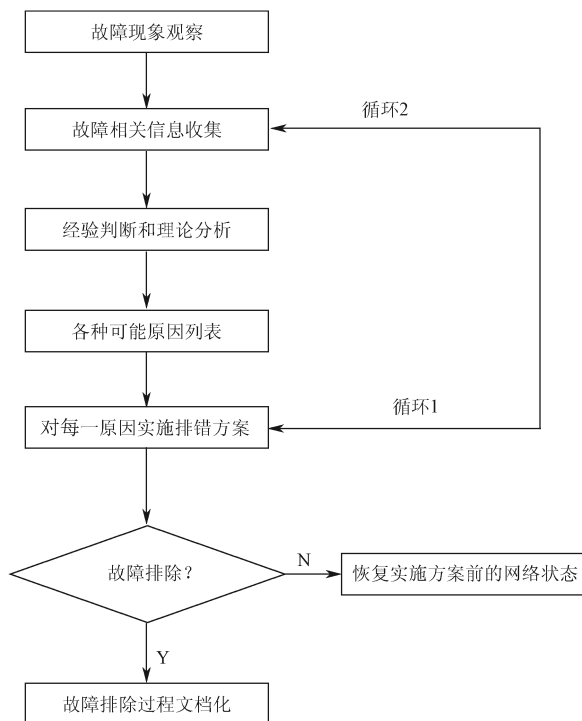 故障现象观察
循环2
故障相关信息收集
经验判断和理论分析
各种可能原因列表
循环1
对每一原因实施排错方案
故障排除？
N
恢复实施方案前的网络状态
Y
故障排除过程文档化